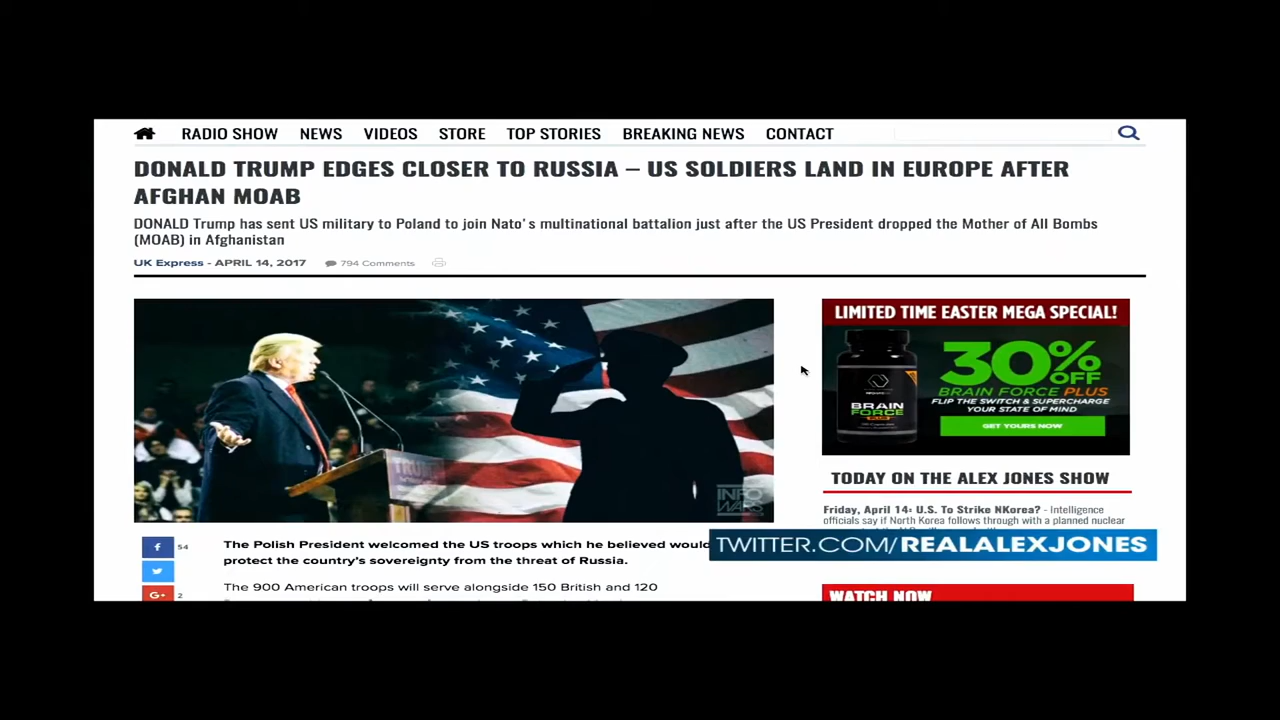 RADIO SHOW NEWS VIDEOS STORE TOP STORIES BREAKING NEWS CONTACT
DONALD TRUMP EDGES CLOSER TO RUSSIA – US SOLDIERS LAND IN EUROPE AFTER
AFGHAN MOAB
DONALD Trump has sent US military to Poland to join Nato's multinational battalion just after the US President dropped the Mother of All Bombs
(MOAB) in Afghanistan
UK Express - APRIL 14, 2017 794 Comments
TRUMP
INFO
WARS
LIMITED TIME EASTER MEGA SPECIAL!
30% OFF
BRAIN FORCE PLUS
FLIP THE SWITCH & SUPERCHARGE
YOUR STATE OF MIND
GET YOURS NOW
BRAIN
FORCE
PLUS
TODAY ON THE ALEX JONES SHOW
Friday, April 14: U.S. To Strike NKorea? - Intelligence
officials say if North Korea follows through with a planned nuclear
TWITTER.COM/REALALEXJONES
WATCH NOW
f 54
G+ 2
The Polish President welcomed the US troops which he believed would
protect the country's sovereignty from the threat of Russia.
The 900 American troops will serve alongside 150 British and 120